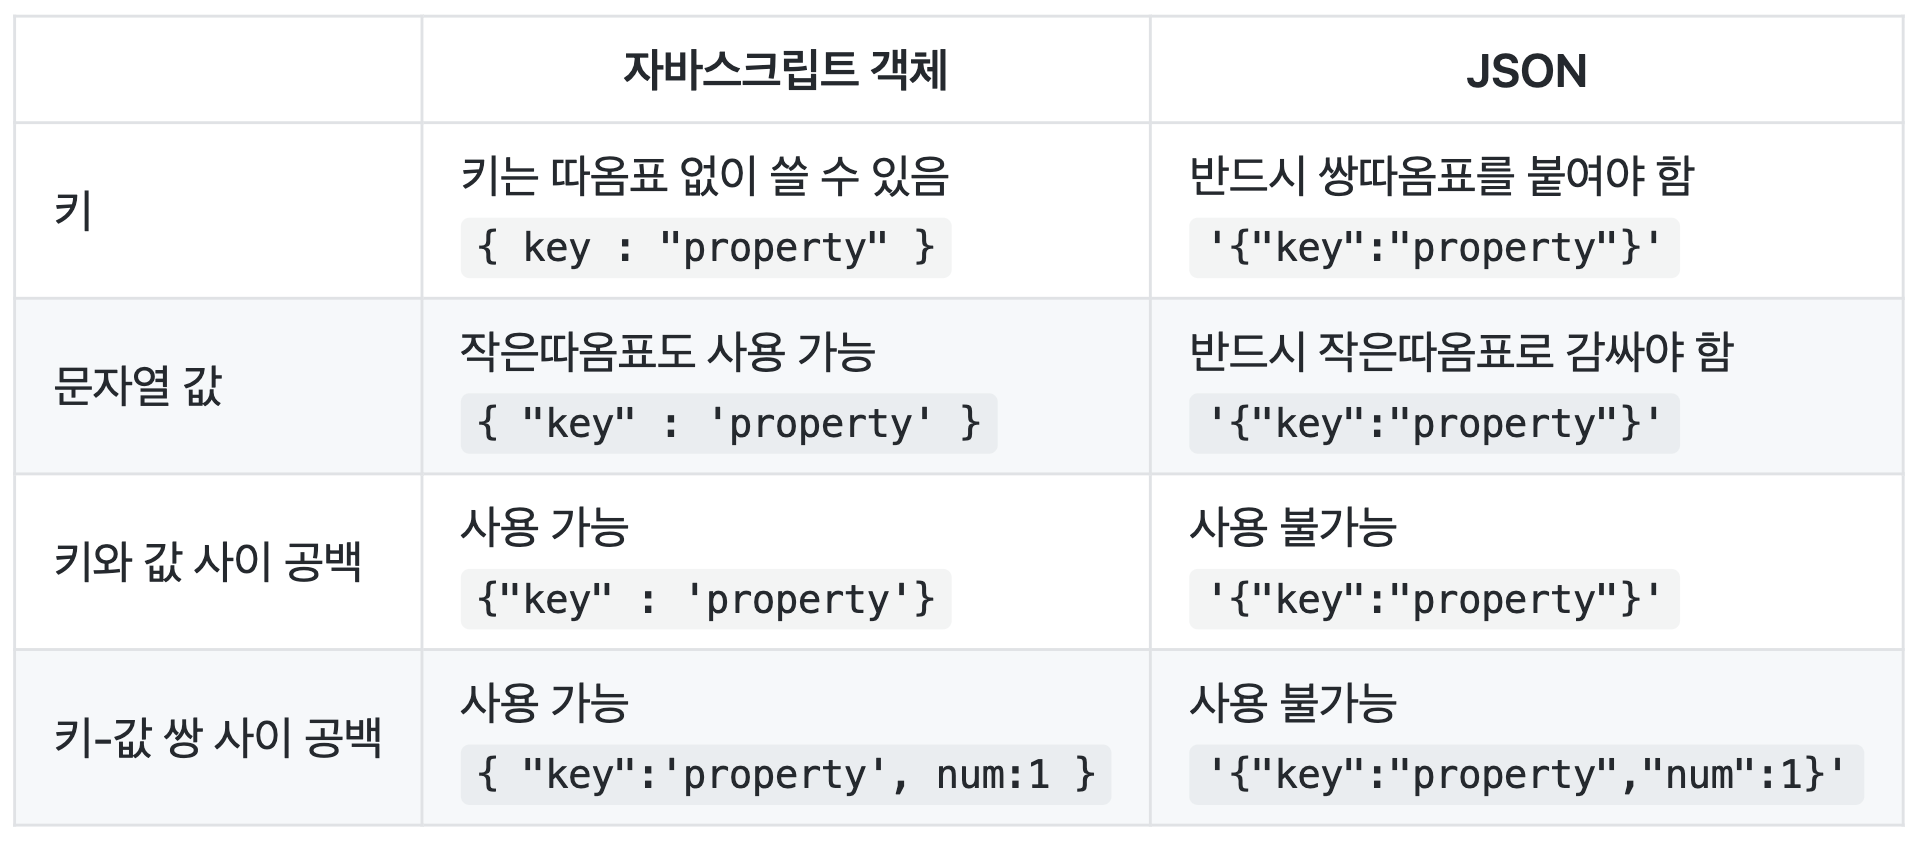 자바스크립트 객체
JSON
키
키는 따옴표 없이 쓸 수 있음
{ key : "property" }
반드시 쌍따옴표를 붙여야 함
'{"key":"property"}'
문자열 값
작은따옴표도 사용 가능
{ "key" : 'property' }
반드시 작은따옴표로 감싸야 함
'{"key":"property"}'
키와 값 사이 공백
사용 가능
{"key" : 'property'}
사용 불가능
'{"key":"property"}'
키-값 쌍 사이 공백
사용 가능
{ "key":'property', num:1 }
사용 불가능
'{"key":"property","num":1}'